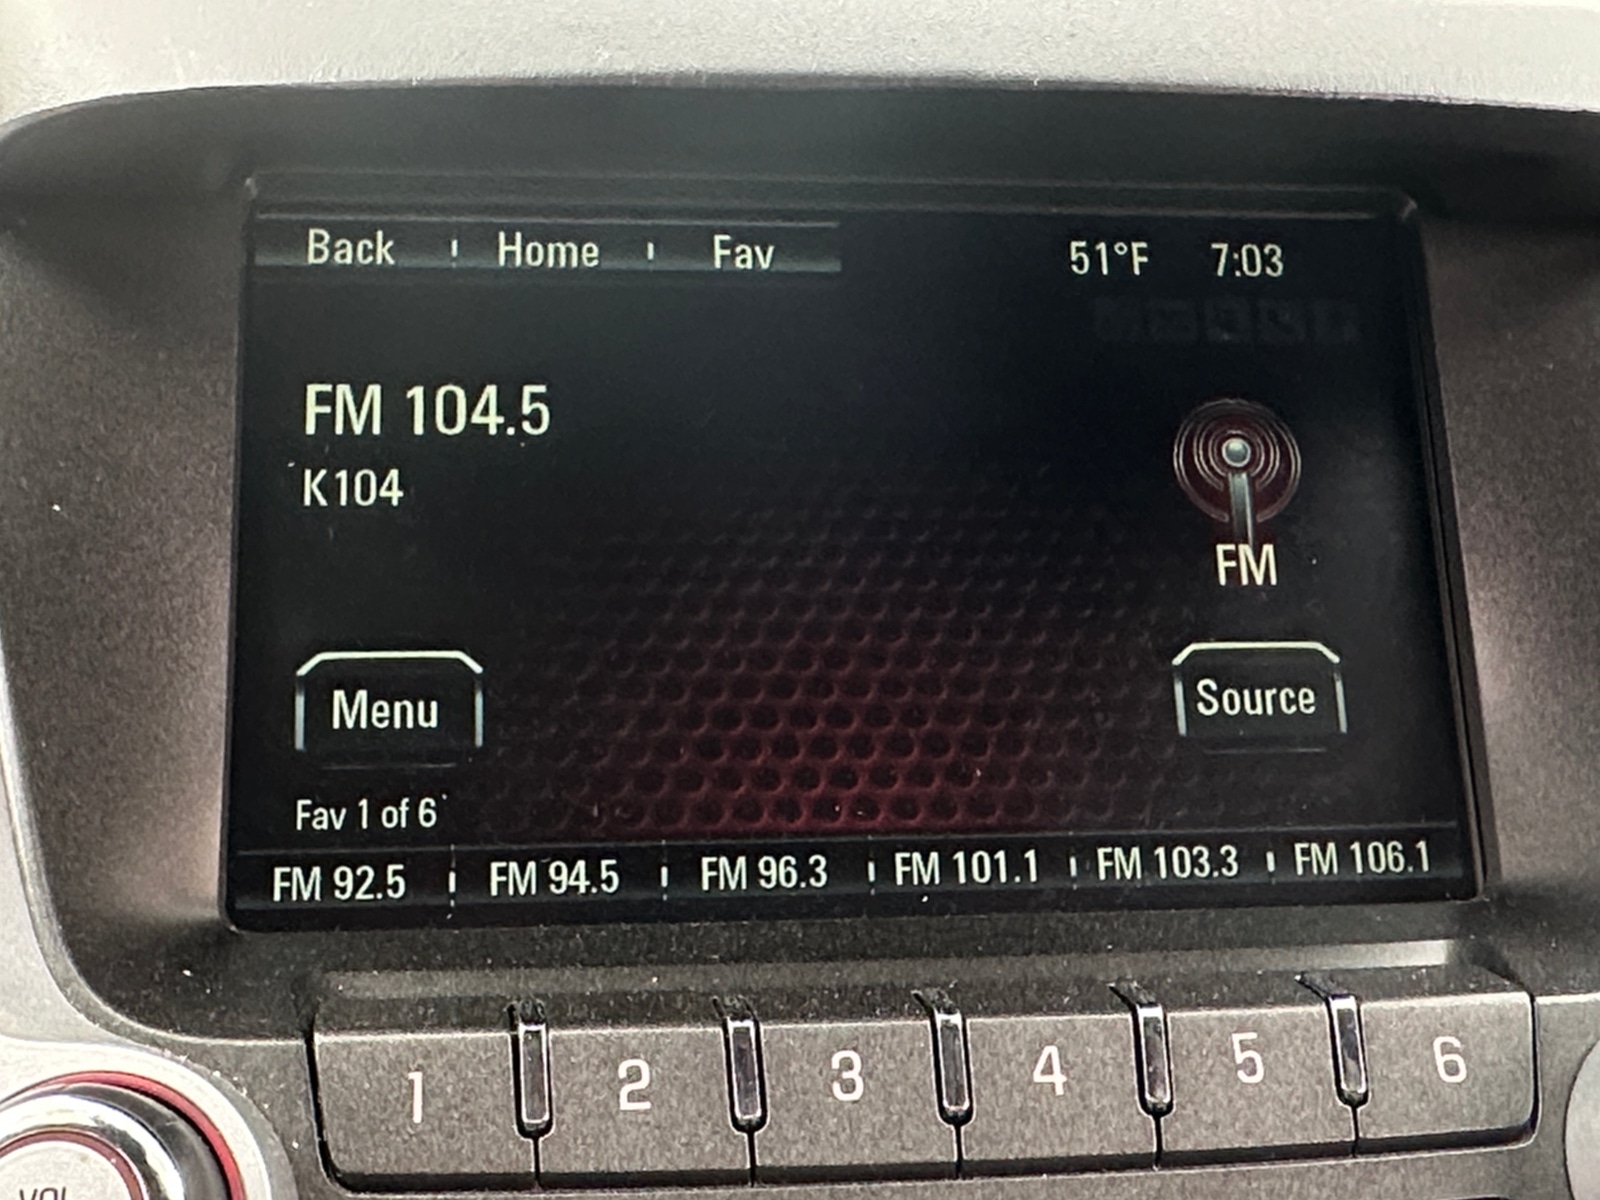 Back Home Fav 51°F 7:03
FM 104.5
K104
FM
Menu Source
Fav 1 of 6
FM 92.5 FM 94.5 FM 96.3 FM 101.1 FM 103.3 FM 106.1
1 2 3 4 5 6
VOL